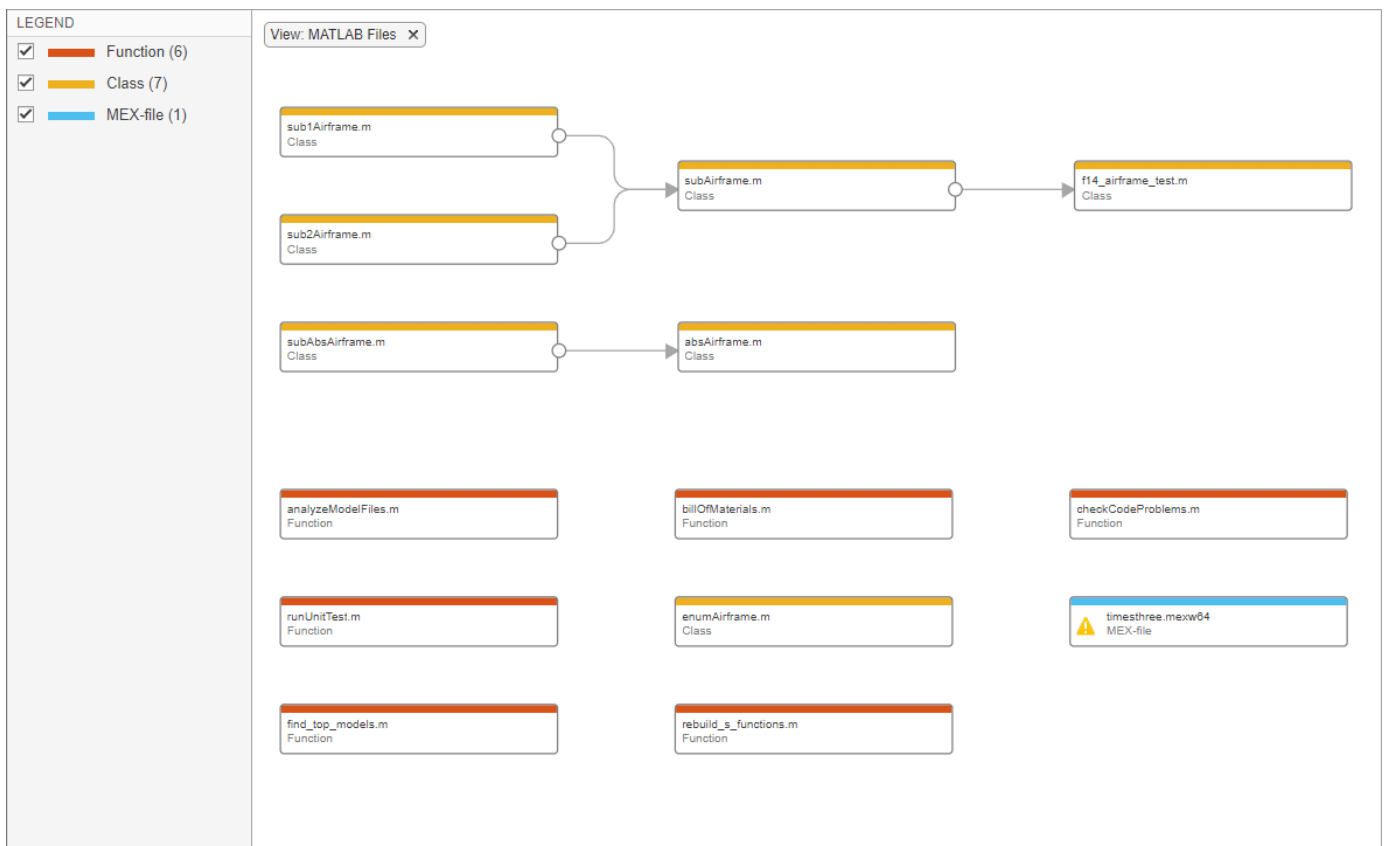 LEGEND
Function (6)
Class (7)
MEX-file (1)
View: MATLAB Files ×
sub1Airframe.m
Class
subAirframe.m
Class
f14_airframe_test.m
Class
sub2Airframe.m
Class
subAbsAirframe.m
Class
absAirframe.m
Class
analyzeModelFiles.m
Function
billOfMaterials.m
Function
checkCodeProblems.m
Function
runUnitTest.m
Function
enumAirframe.m
Class
timesthree.mexw64
MEX-file
find_top_models.m
Function
rebuild_s_functions.m
Function